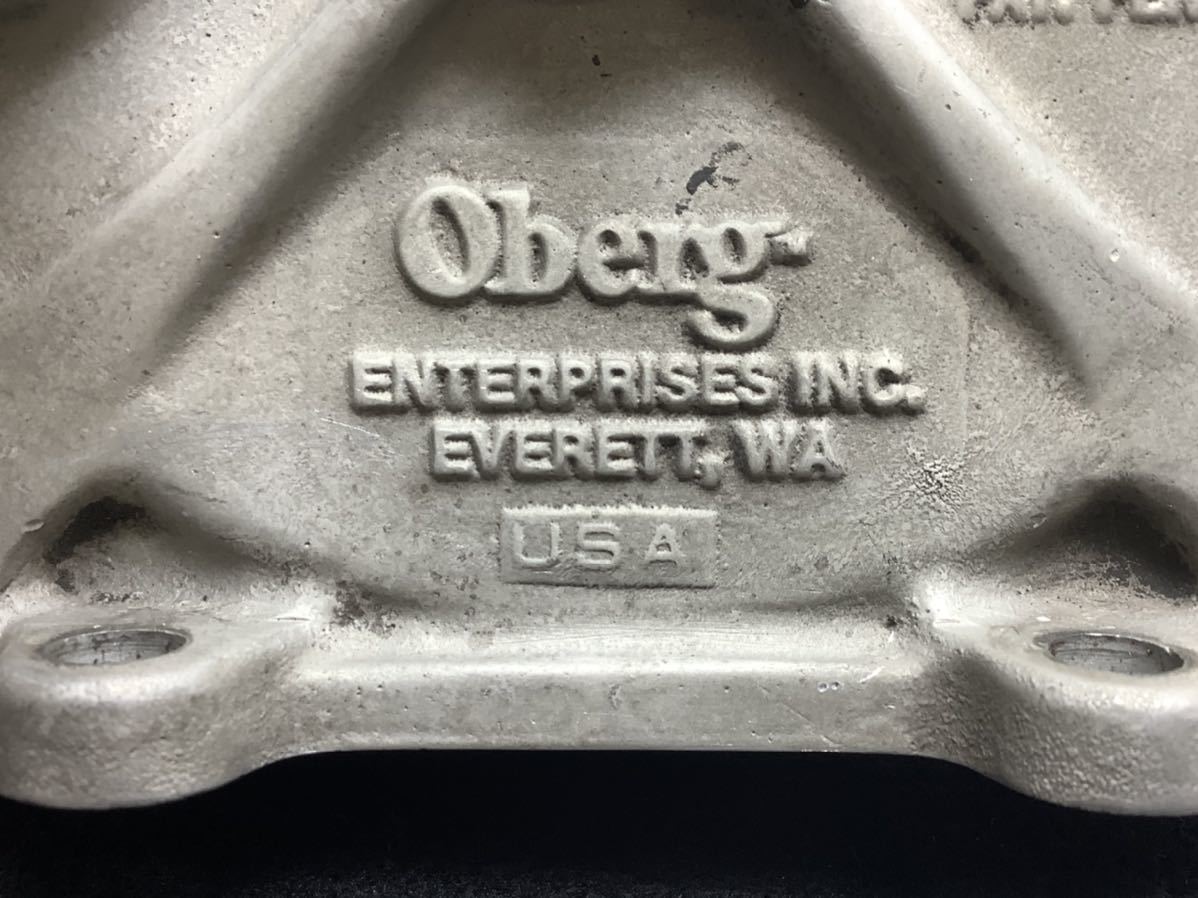 Oberg
ENTERPRISES INC.
EVERETT, WA
USA